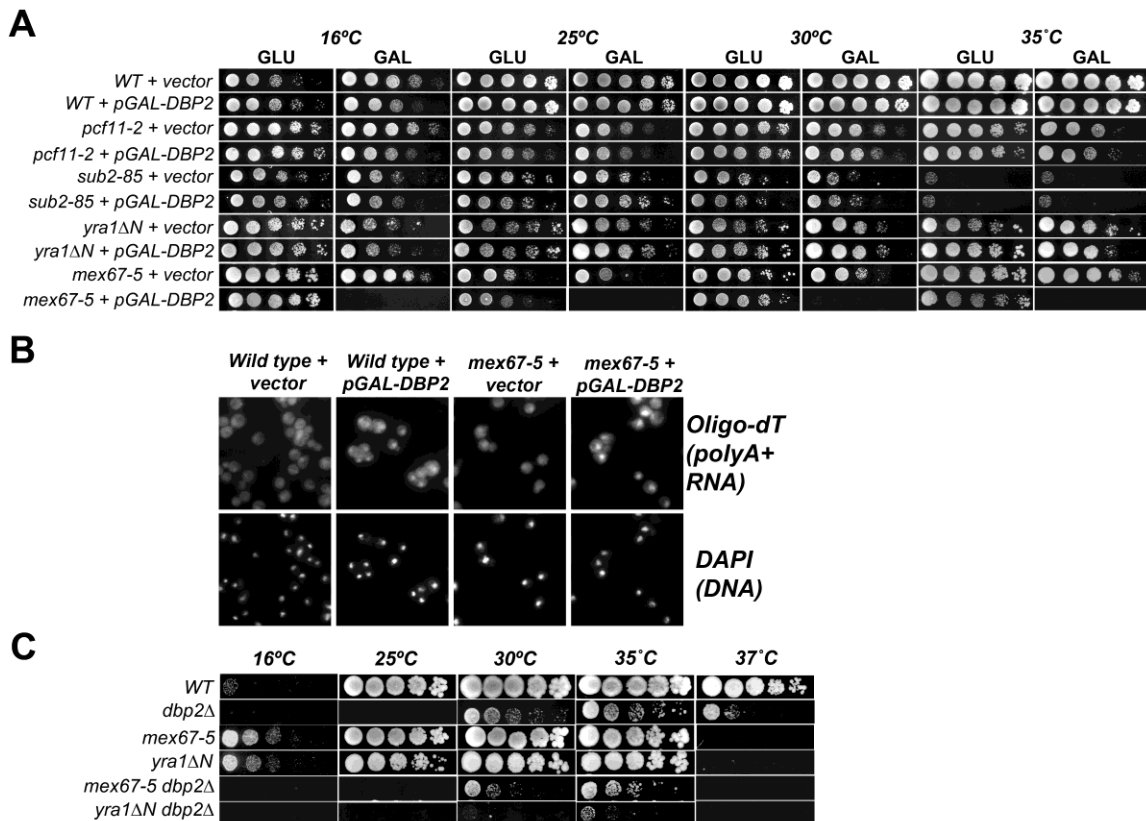 A
16ºC 25ºC 30ºC 35˚C
GLU GAL GLU GAL GLU GAL GLU GAL
WT + vector
WT + pGAL-DBP2
pcf11-2 + vector
pcf11-2 + pGAL-DBP2
sub2-85 + vector
sub2-85 + pGAL-DBP2
yra1ΔN + vector
yra1ΔN + pGAL-DBP2
mex67-5 + vector
mex67-5 + pGAL-DBP2
B
Wild type + vector
Wild type + pGAL-DBP2
mex67-5 + vector
mex67-5 + pGAL-DBP2
Oligo-dT
(polyA+
RNA)
DAPI
(DNA)
C
16ºC 25ºC 30ºC 35˚C 37˚C
WT
dbp2Δ
mex67-5
yra1ΔN
mex67-5 dbp2Δ
yra1ΔN dbp2Δ